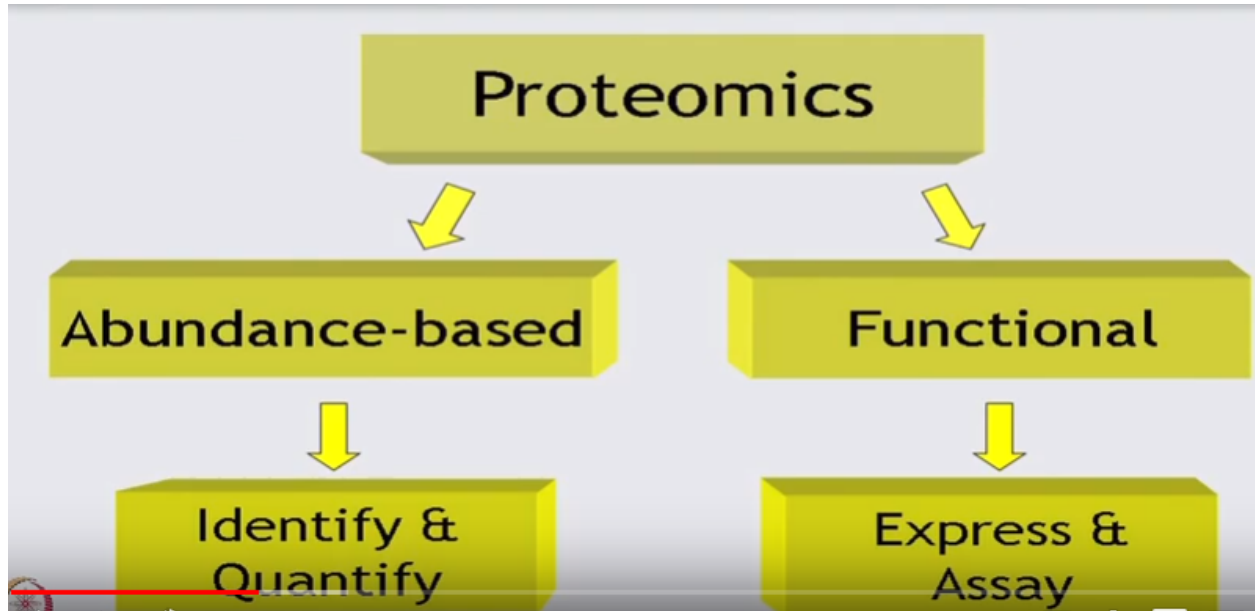 Proteomics
Abundance-based
Functional
Identify &
Quantify
Express &
Assay